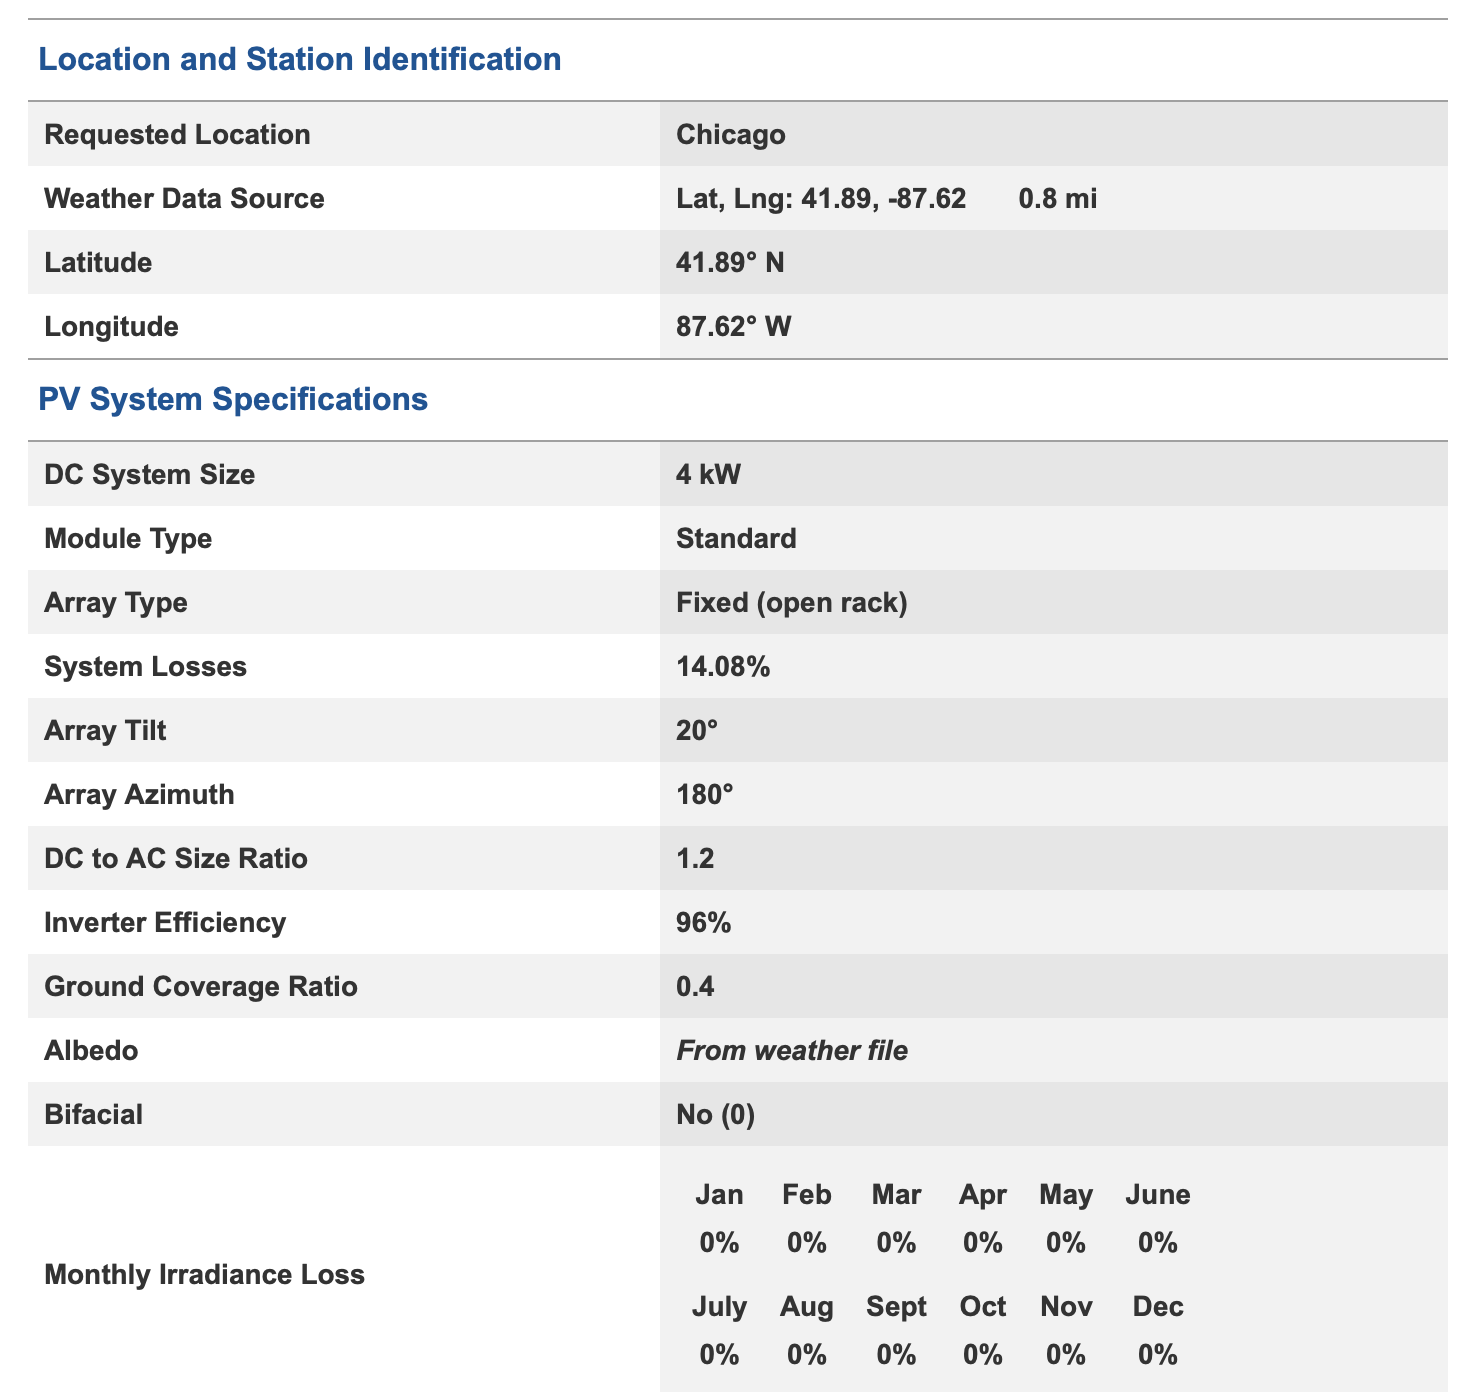 Location and Station Identification
Requested Location Chicago
Weather Data Source Lat, Lng: 41.89, -87.62 0.8 mi
Latitude 41.89° N
Longitude 87.62° W
PV System Specifications
DC System Size 4 kW
Module Type Standard
Array Type Fixed (open rack)
System Losses 14.08%
Array Tilt 20°
Array Azimuth 180°
DC to AC Size Ratio 1.2
Inverter Efficiency 96%
Ground Coverage Ratio 0.4
Albedo From weather file
Bifacial No (0)
Monthly Irradiance Loss
Jan Feb Mar Apr May June
0% 0% 0% 0% 0% 0%
July Aug Sept Oct Nov Dec
0% 0% 0% 0% 0% 0%